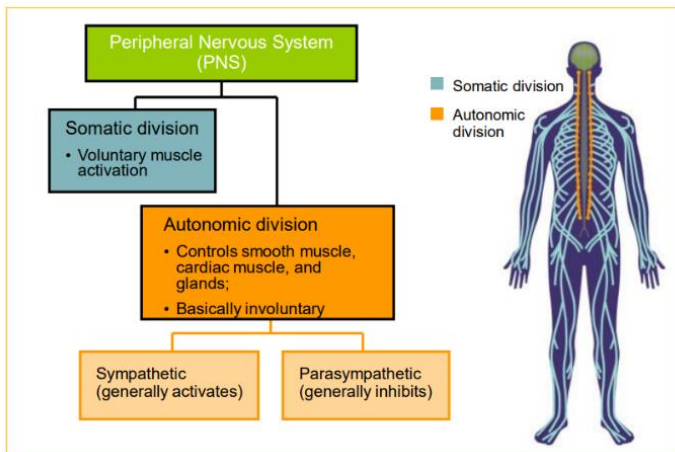 Peripheral Nervous System
(PNS)
Somatic division
• Voluntary muscle
activation
Somatic division
Autonomic
division
Autonomic division
• Controls smooth muscle,
cardiac muscle, and
glands;
• Basically involuntary
Sympathetic
(generally activates)
Parasympathetic
(generally inhibits)